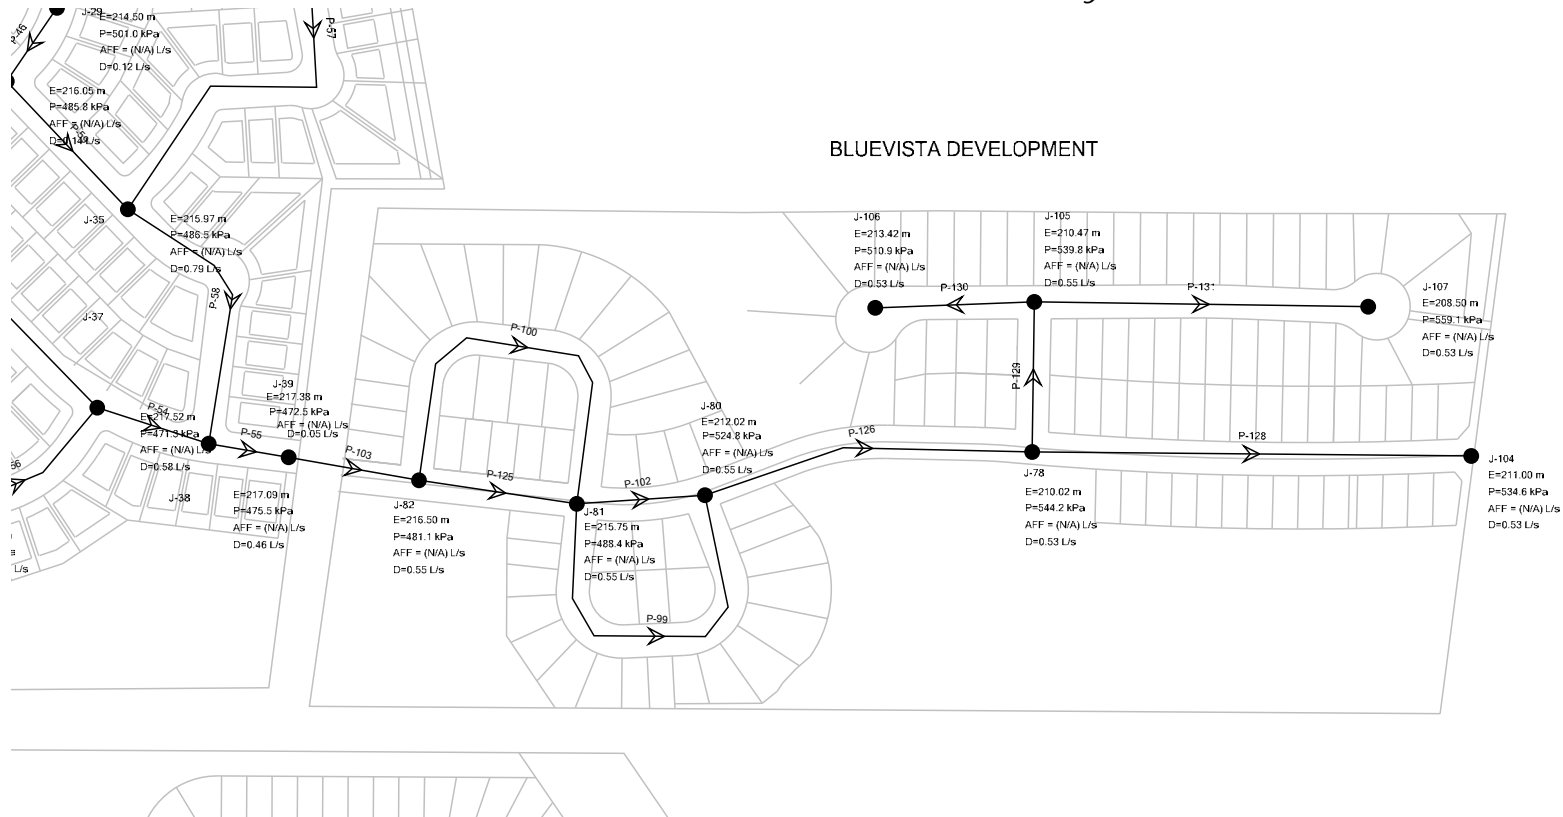 J-29
E=214.50 m
P=501.0 kPa
AFF = (N/A) L/s
D=0.12 L/s
P-46
P-57
E=216.05 m
P=485.8 kPa
AFF = (N/A) L/s
D=0.14 L/s
BLUEVISTA DEVELOPMENT
J-35
E=215.97 m
P=486.5 kPa
AFF = (N/A) L/s
D=0.79 L/s
P-58
J-37
J-106
E=213.42 m
P=510.9 kPa
AFF = (N/A) L/s
D=0.53 L/s
J-105
E=210.47 m
P=539.8 kPa
AFF = (N/A) L/s
D=0.55 L/s
P-130
P-131
J-107
E=208.50 m
P=559.1 kPa
AFF = (N/A) L/s
D=0.53 L/s
P-100
P-129
J-39
E=217.38 m
P=472.5 kPa
AFF = (N/A) L/s
D=0.05 L/s
P-54
E=217.52 m
P=471.3 kPa
AFF = (N/A) L/s
D=0.58 L/s
P-55
P-103
J-80
E=212.02 m
P=524.8 kPa
AFF = (N/A) L/s
D=0.55 L/s
P-126
P-128
P-125
P-102
J-38
E=217.09 m
P=475.5 kPa
AFF = (N/A) L/s
D=0.46 L/s
J-82
E=216.50 m
P=481.1 kPa
AFF = (N/A) L/s
D=0.55 L/s
J-81
E=215.75 m
P=488.4 kPa
AFF = (N/A) L/s
D=0.55 L/s
J-78
E=210.02 m
P=544.2 kPa
AFF = (N/A) L/s
D=0.53 L/s
J-104
E=211.00 m
P=534.6 kPa
AFF = (N/A) L/s
D=0.53 L/s
L/s
P-99